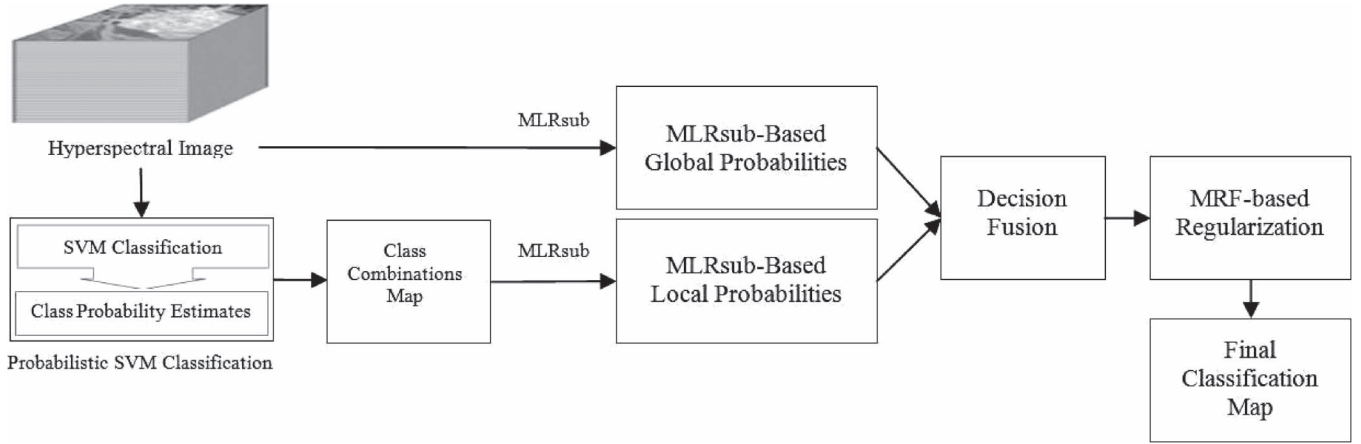 Hyperspectral Image
MLRsub
MLRsub-Based
Global Probabilities
SVM Classification
Class Probability Estimates
Probabilistic SVM Classification
Class
Combinations
Map
MLRsub
MLRsub-Based
Local Probabilities
Decision
Fusion
MRF-based
Regularization
Final
Classification
Map